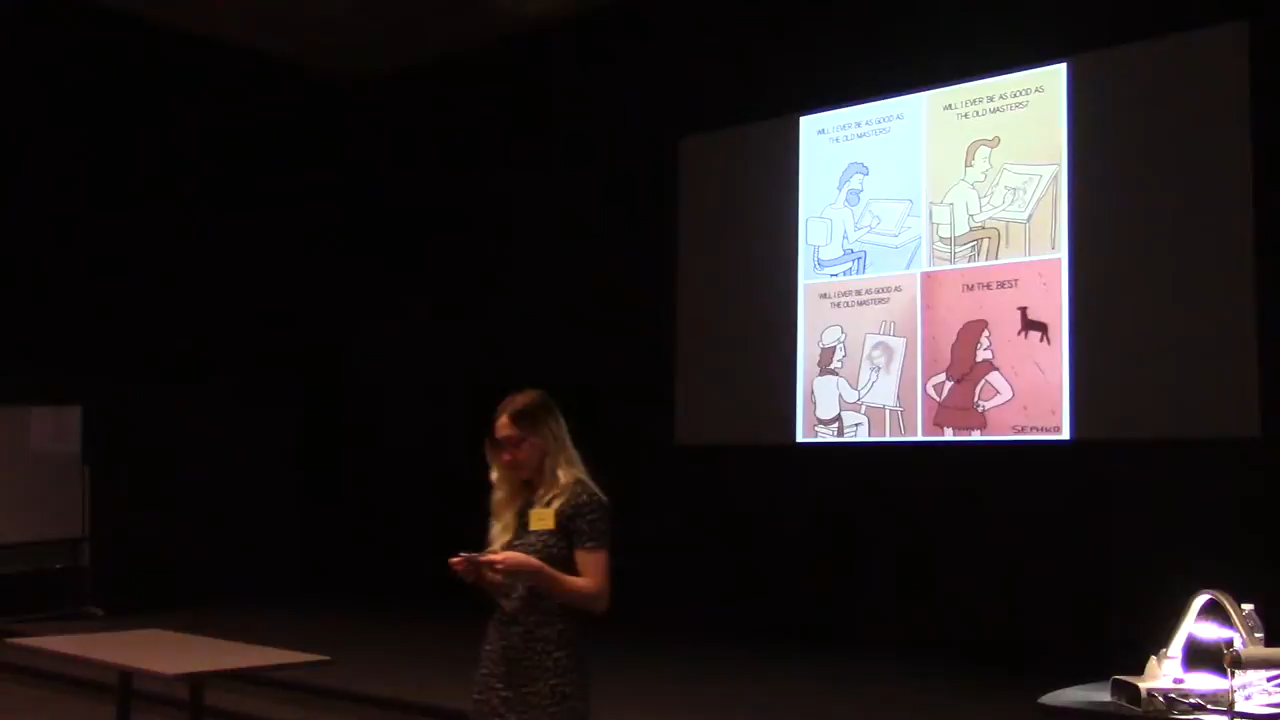 WILL I EVER BE AS GOOD AS
THE OLD MASTERS?
WILL I EVER BE AS GOOD AS
THE OLD MASTERS?
WILL I EVER BE AS GOOD AS
THE OLD MASTERS?
I'M THE BEST
SEPHKO